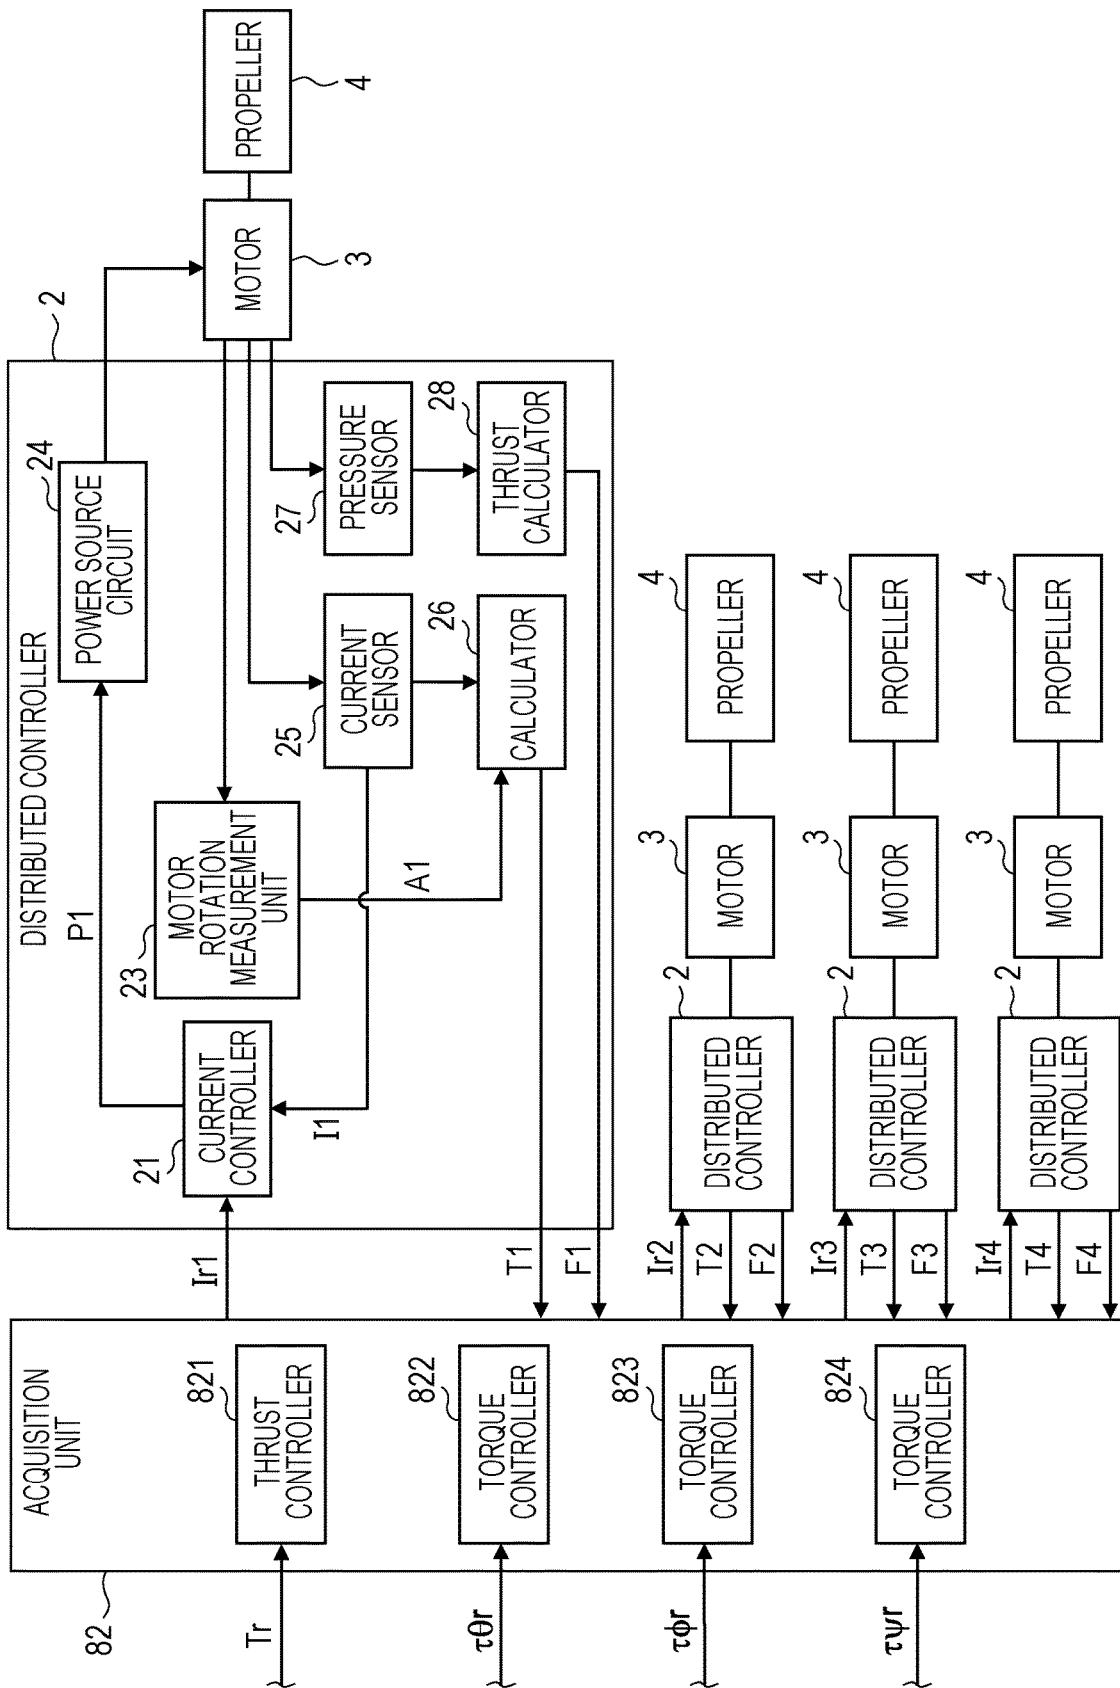 ACQUISITION
UNIT
82
Tr
821
THRUST
CONTROLLER
τθr
822
TORQUE
CONTROLLER
τϕr
823
TORQUE
CONTROLLER
τψr
824
TORQUE
CONTROLLER
Ir1
T1
F1
DISTRIBUTED CONTROLLER
2
21
CURRENT
CONTROLLER
P1
I1
23
MOTOR
ROTATION
MEASUREMENT
UNIT
A1
24
POWER SOURCE
CIRCUIT
25
CURRENT
SENSOR
26
CALCULATOR
27
PRESSURE
SENSOR
28
THRUST
CALCULATOR
MOTOR
3
PROPELLER
4
Ir2
T2
F2
DISTRIBUTED
CONTROLLER
2
MOTOR
3
PROPELLER
4
Ir3
T3
F3
DISTRIBUTED
CONTROLLER
2
MOTOR
3
PROPELLER
4
Ir4
T4
F4
DISTRIBUTED
CONTROLLER
2
MOTOR
3
PROPELLER
4